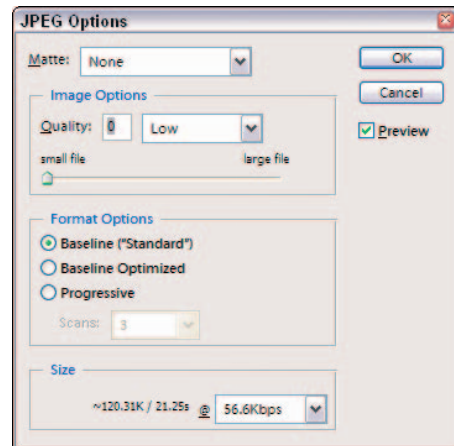 JPEG Options
Matte: None
OK
Cancel
Preview
Image Options
Quality: 0 Low
small file large file
Format Options
Baseline ("Standard")
Baseline Optimized
Progressive
Scans: 3
Size
~120.31K / 21.25s @ 56.6Kbps